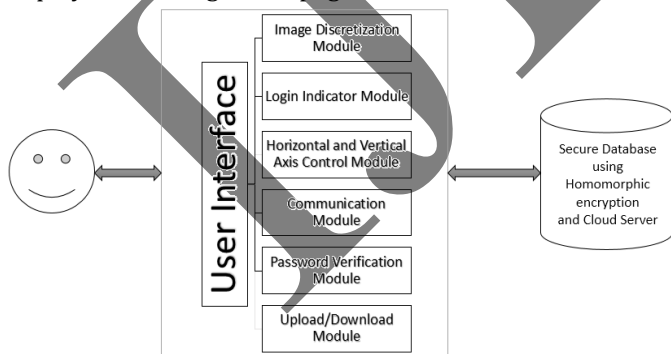 Image Discretization
Module
Login Indicator Module
Horizontal and Vertical
Axis Control Module
Communication
Module
Password Verification
Module
Upload/Download
Module
User Interface
Secure Database
using
Homomorphic
encryption
and Cloud Server